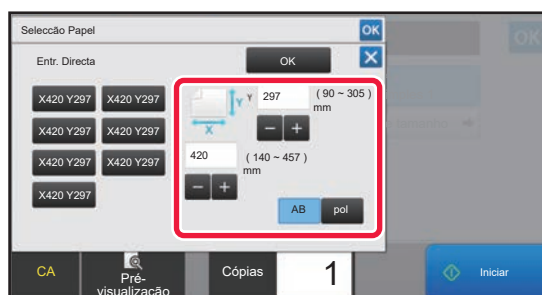 Seleccão Papel
OK
OK
Entr. Directa
OK
X420 Y297
X420 Y297
X420 Y297
X420 Y297
X420 Y297
X420 Y297
X420 Y297
Y
X
Y
297
(90 ~ 305)
mm
420
(140 ~ 457)
mm
AB
pol
CA
Pré-
visualização
Cópias
1
Iniciar